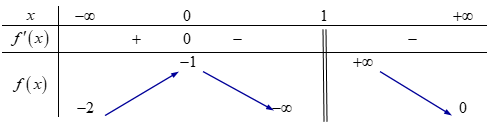 x −∞ 0 1 +∞
f′(x) + 0 − −
−1 +∞
f(x)
−2 −∞ 0